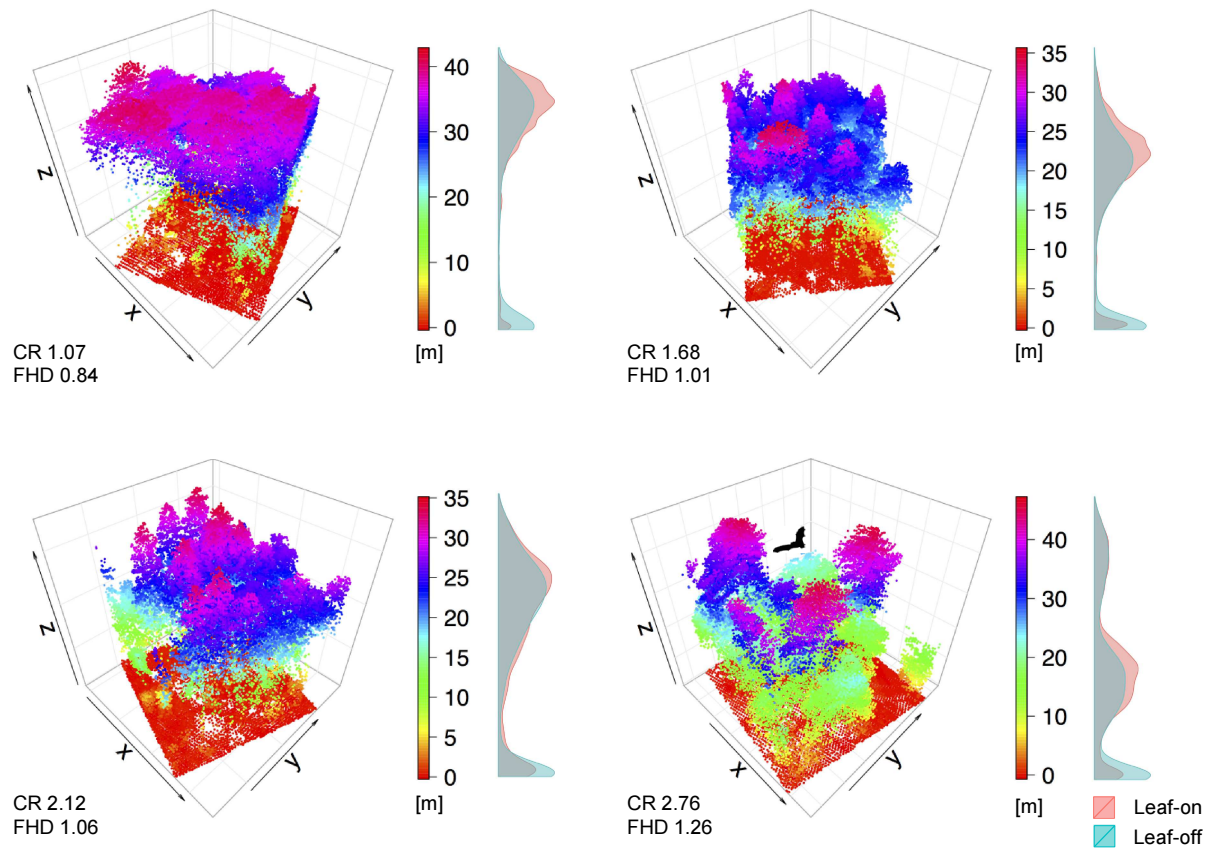 z
x
y
40
30
20
10
0
[m]
CR 1.07
FHD 0.84
z
x
y
35
30
25
20
15
10
5
0
[m]
CR 1.68
FHD 1.01
z
x
y
35
30
25
20
15
10
5
0
[m]
CR 2.12
FHD 1.06
z
x
y
40
30
20
10
0
[m]
CR 2.76
FHD 1.26
Leaf-on
Leaf-off